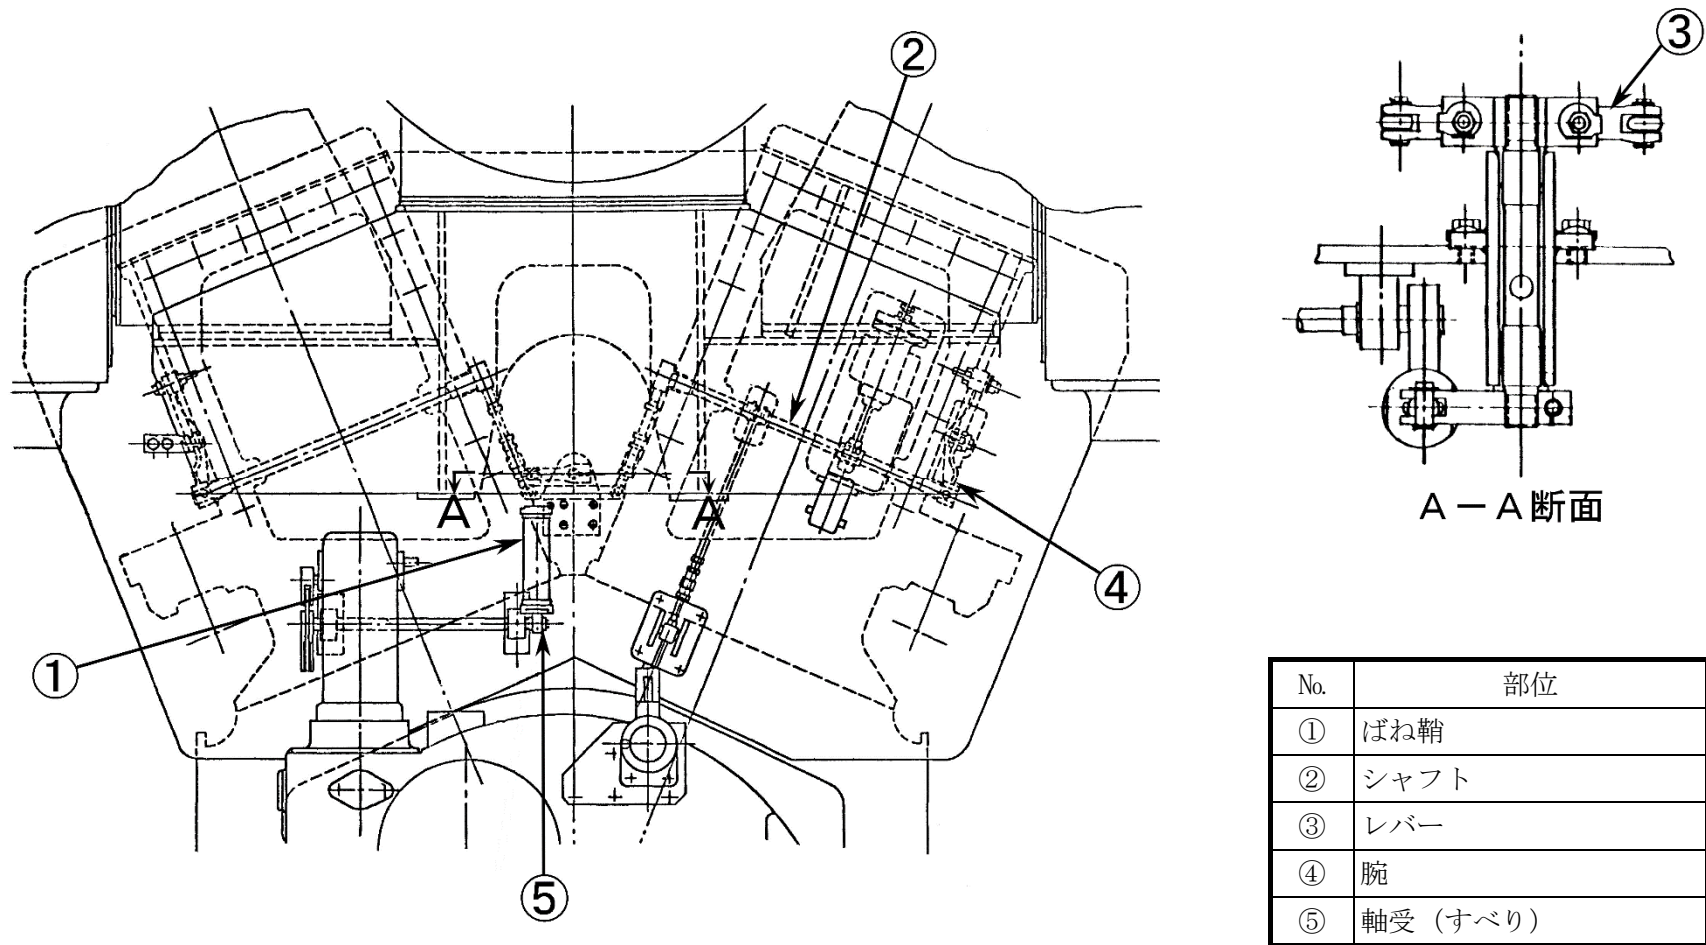 ②
③
A
A
A－A断面
④
①
⑤
№ 部位
① ばね鞘
② シャフト
③ レバー
④ 腕
⑤ 軸受（すべり）